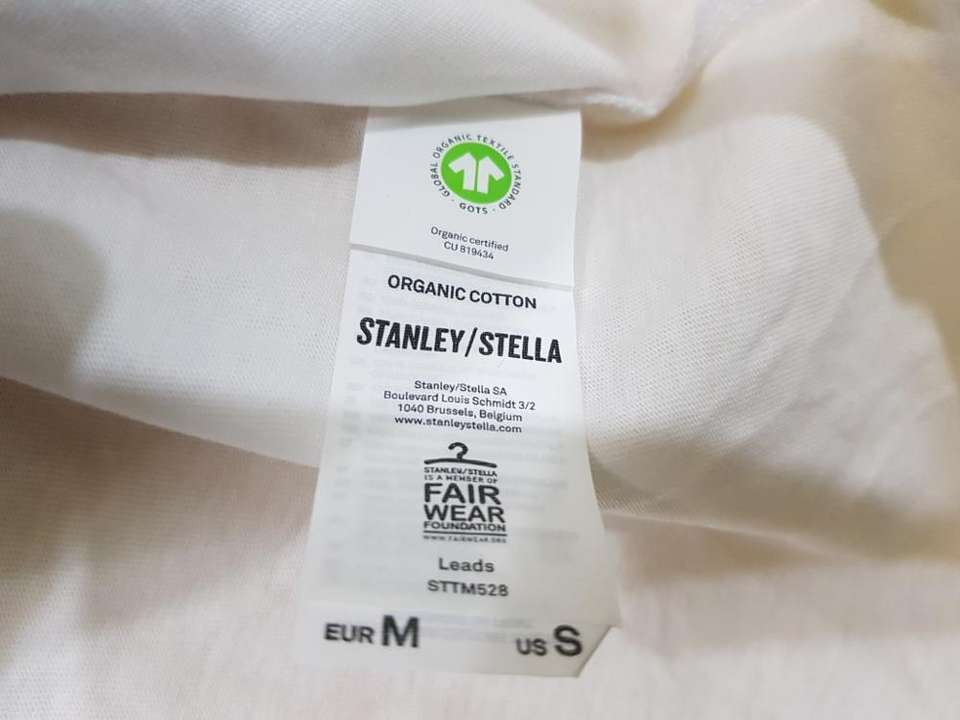 GLOBAL ORGANIC TEXTILE STANDARD
· GOTS ·
Organic certified
CU 819434
ORGANIC COTTON
STANLEY/STELLA
Stanley/Stella SA
Boulevard Louis Schmidt 3/2
1040 Brussels, Belgium
www.stanleystella.com
STANLEY/STELLA
IS A MEMBER OF
FAIR
WEAR
FOUNDATION
WWW.FAIRWEAR.ORG
Leads
STTM528
EUR M US S